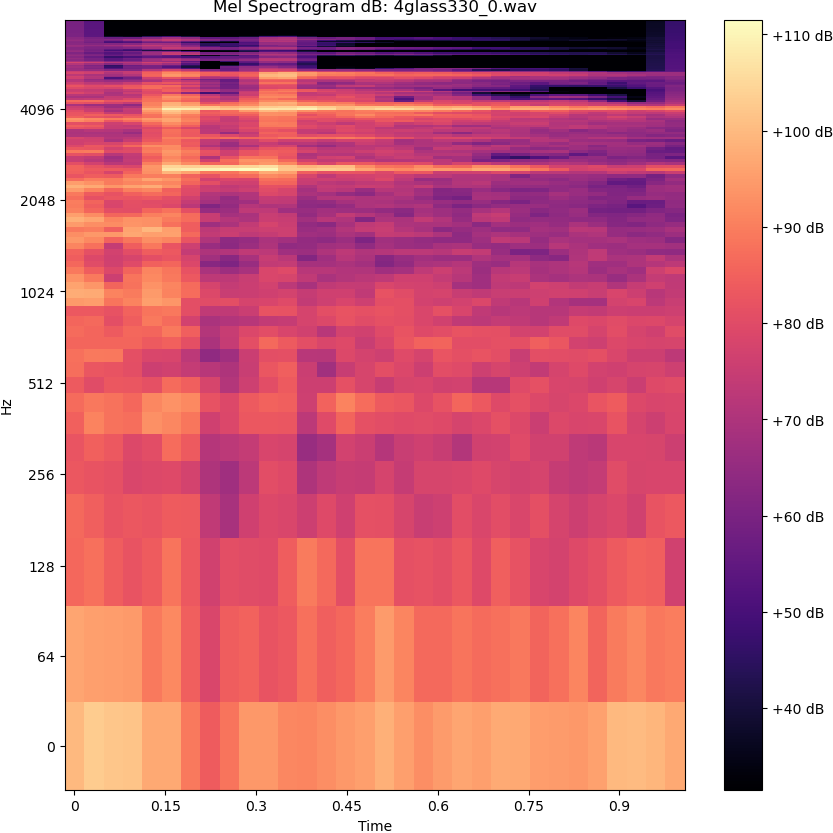 Mel Spectrogram dB: 4glass330_0.wav
+110 dB
4096
+100 dB
2048
+90 dB
1024
+80 dB
512
Hz
+70 dB
256
+60 dB
128
+50 dB
64
+40 dB
0
0 0.15 0.3 0.45 0.6 0.75 0.9
Time